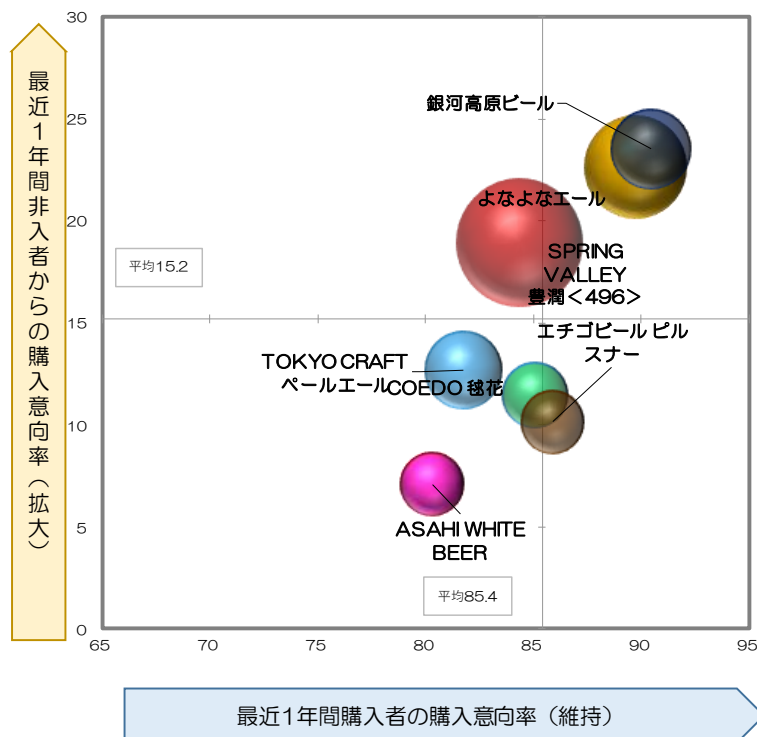 最近1年間非入者からの購入意向率（拡大）
30
25
20
15
10
5
0
銀河高原ビール
よなよなエール
SPRING
VALLEY
豊潤＜496＞
平均15.2
エチゴビール ピル
スナー
TOKYO CRAFT
ペールエール
COEDO 毬花
ASAHI WHITE
BEER
平均85.4
65
70
75
80
85
90
95
最近1年間購入者の購入意向率（維持）